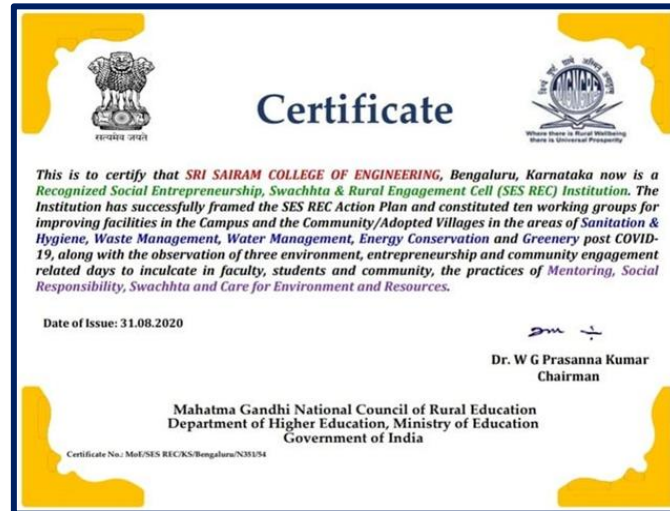 सत्यमेव जयते
Where there is Rural Wellbeing
there is Universal Prosperity
Certificate
This is to certify that SRI SAIRAM COLLEGE OF ENGINEERING, Bengaluru, Karnataka now is a
Recognized Social Entrepreneurship, Swachhta & Rural Engagement Cell (SES REC) Institution. The
Institution has successfully framed the SES REC Action Plan and constituted ten working groups for
improving facilities in the Campus and the Community/Adopted Villages in the areas of Sanitation &
Hygiene, Waste Management, Water Management, Energy Conservation and Greenery post COVID-
19, along with the observation of three environment, entrepreneurship and community engagement
related days to inculcate in faculty, students and community, the practices of Mentoring, Social
Responsibility, Swachhta and Care for Environment and Resources.
Date of Issue: 31.08.2020
Dr. W G Prasanna Kumar
Chairman
Mahatma Gandhi National Council of Rural Education
Department of Higher Education, Ministry of Education
Government of India
Certificate No.: MoE/SES REC/KS/Bengaluru/N351/54